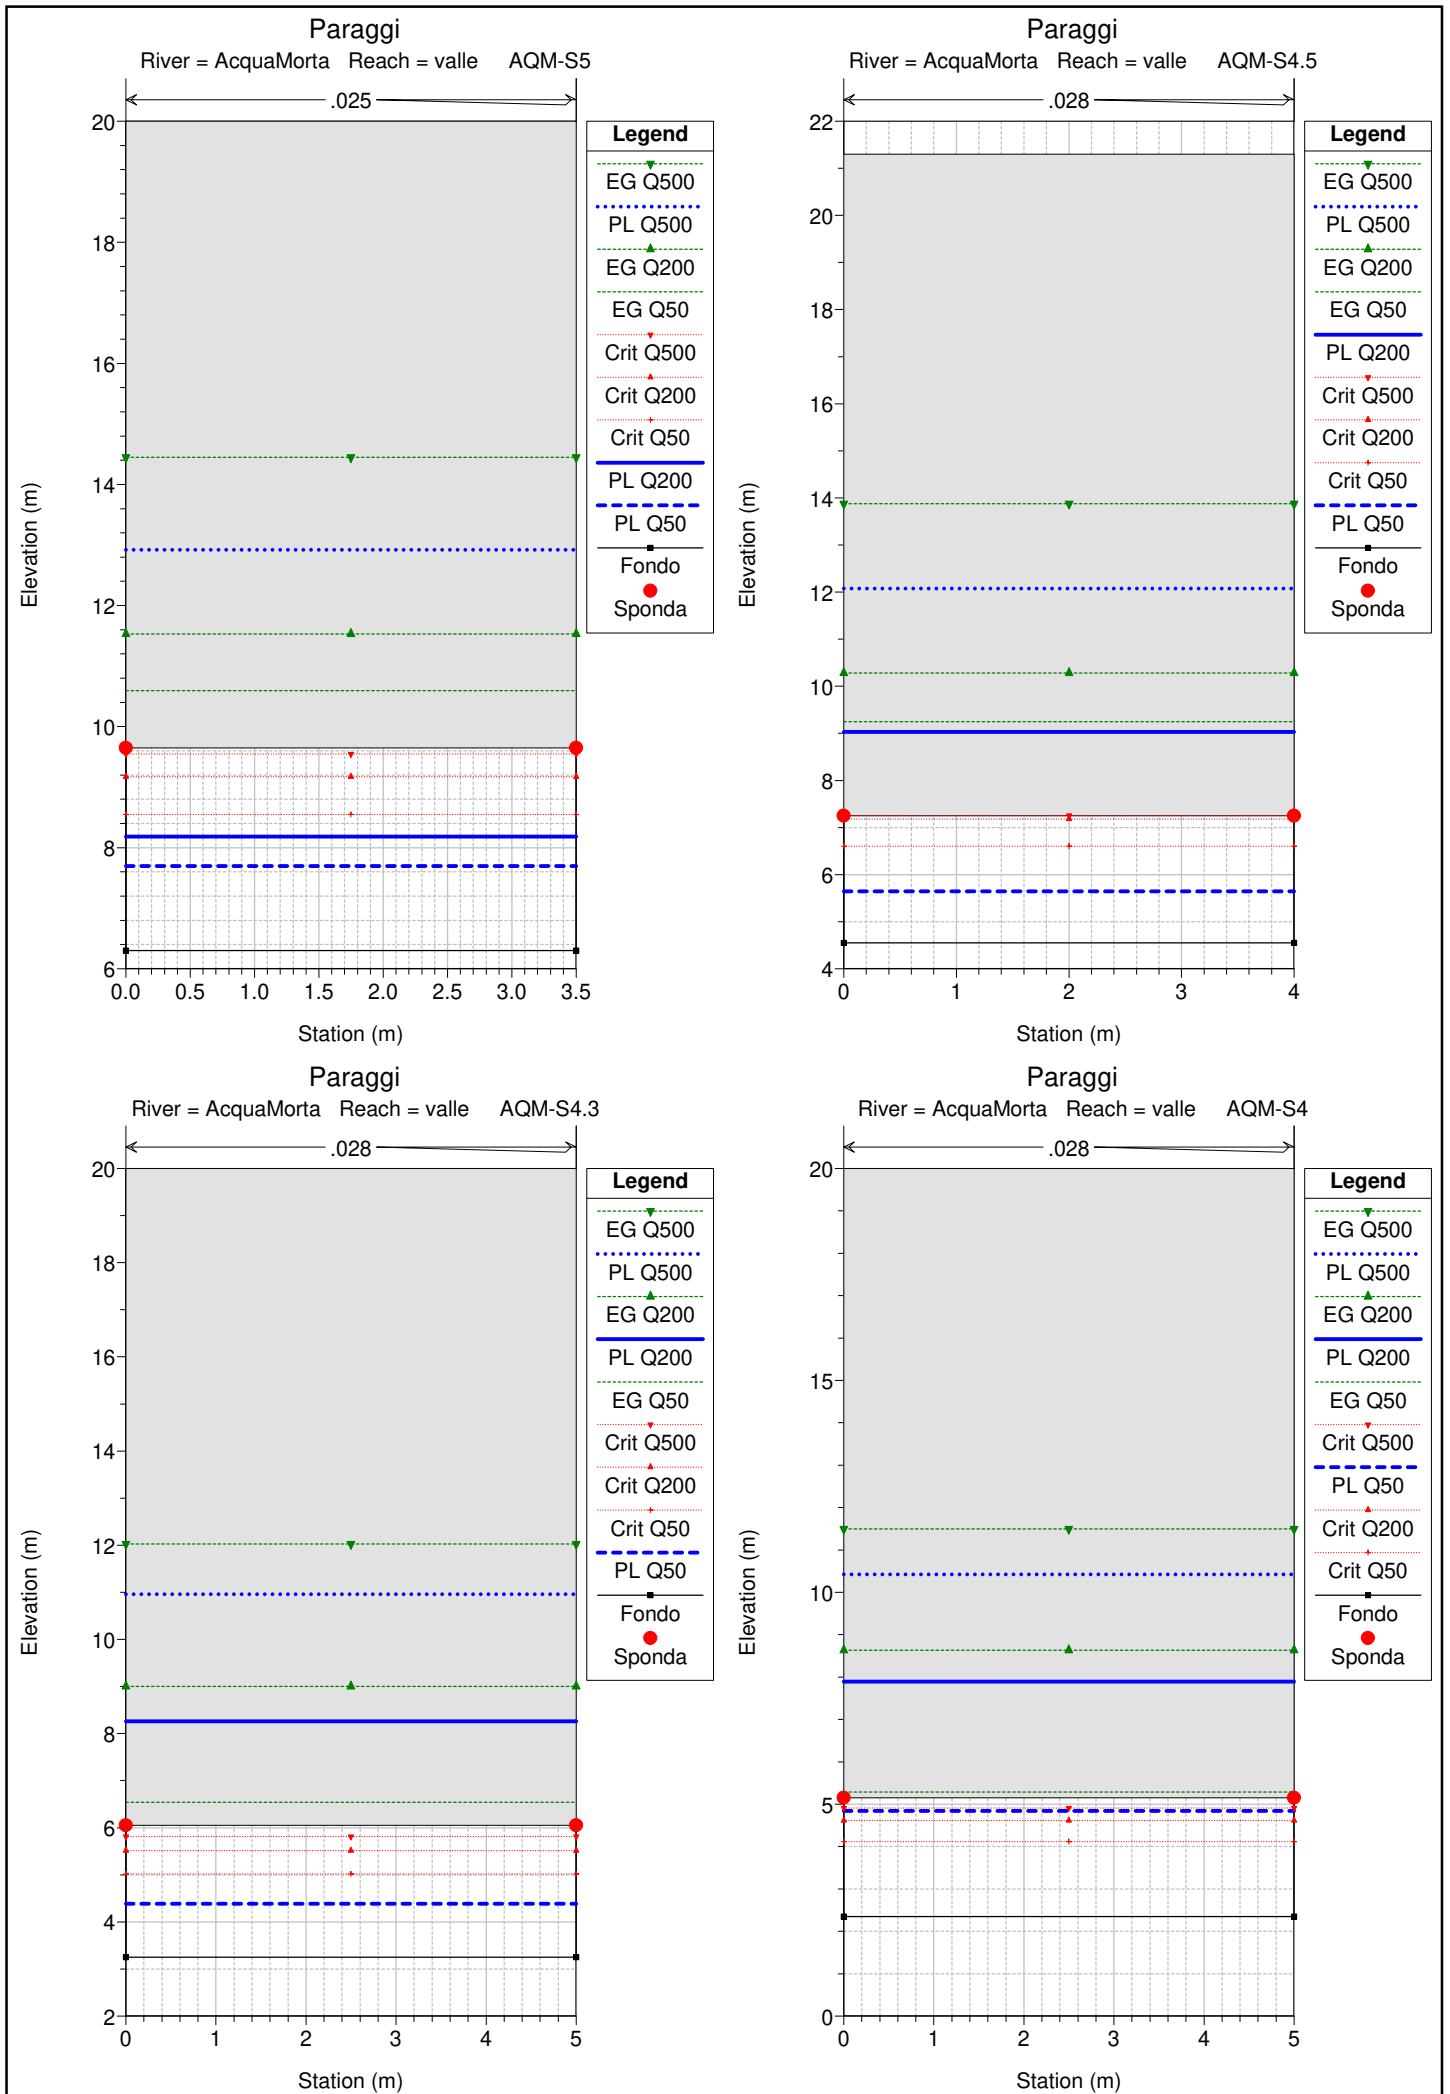 Paraggi
River = AcquaMorta Reach = valle AQM-S5
.025
20
18
16
14
12
10
8
6
0.0 0.5 1.0 1.5 2.0 2.5 3.0 3.5
Station (m)
Elevation (m)
Legend
EG Q500
PL Q500
EG Q200
EG Q50
Crit Q500
Crit Q200
Crit Q50
PL Q200
PL Q50
Fondo
Sponda
Paraggi
River = AcquaMorta Reach = valle AQM-S4.5
.028
22
20
18
16
14
12
10
8
6
4
0 1 2 3 4
Station (m)
Elevation (m)
Legend
EG Q500
PL Q500
EG Q200
EG Q50
PL Q200
Crit Q500
Crit Q200
Crit Q50
PL Q50
Fondo
Sponda
Paraggi
River = AcquaMorta Reach = valle AQM-S4.3
.028
20
18
16
14
12
10
8
6
4
2
0 1 2 3 4 5
Station (m)
Elevation (m)
Legend
EG Q500
PL Q500
EG Q200
PL Q200
EG Q50
Crit Q500
Crit Q200
Crit Q50
PL Q50
Fondo
Sponda
Paraggi
River = AcquaMorta Reach = valle AQM-S4
.028
20
15
10
5
0
0 1 2 3 4 5
Station (m)
Elevation (m)
Legend
EG Q500
PL Q500
EG Q200
PL Q200
EG Q50
Crit Q500
PL Q50
Crit Q200
Crit Q50
Fondo
Sponda